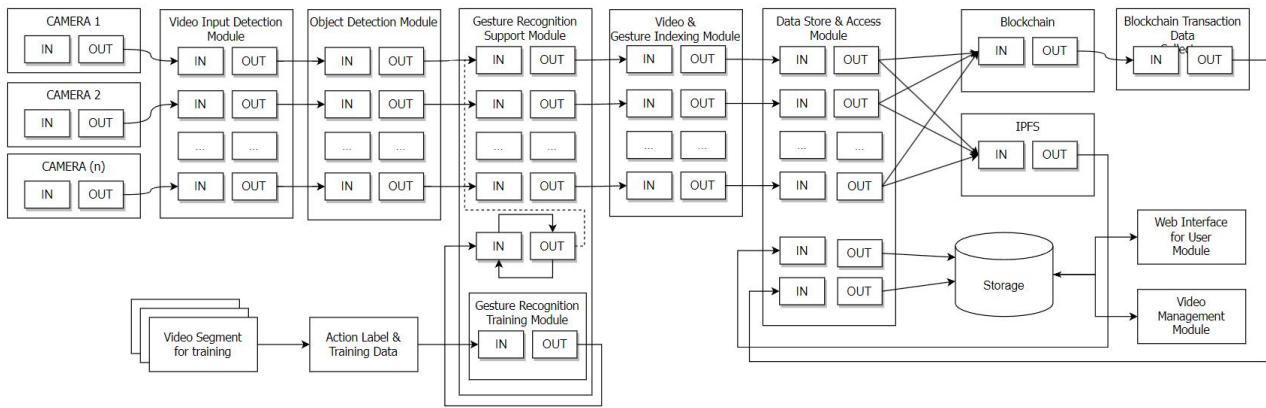 CAMERA 1
IN OUT
CAMERA 2
IN OUT
CAMERA (n)
IN OUT
Video Input Detection
Module
IN OUT
IN OUT
... ...
IN OUT
Object Detection Module
IN OUT
IN OUT
... ...
IN OUT
Gesture Recognition
Support Module
IN OUT
IN OUT
... ...
IN OUT
IN OUT
Gesture Recognition
Training Module
IN OUT
Video &
Gesture Indexing Module
IN OUT
IN OUT
... ...
IN OUT
Data Store & Access
Module
IN OUT
IN OUT
... ...
IN OUT
IN OUT
IN OUT
Blockchain
IN OUT
IPFS
IN OUT
Blockchain Transaction
Data
IN OUT
Storage
Web Interface
for User
Module
Video
Management
Module
Video Segment
for training
Action Label &
Training Data